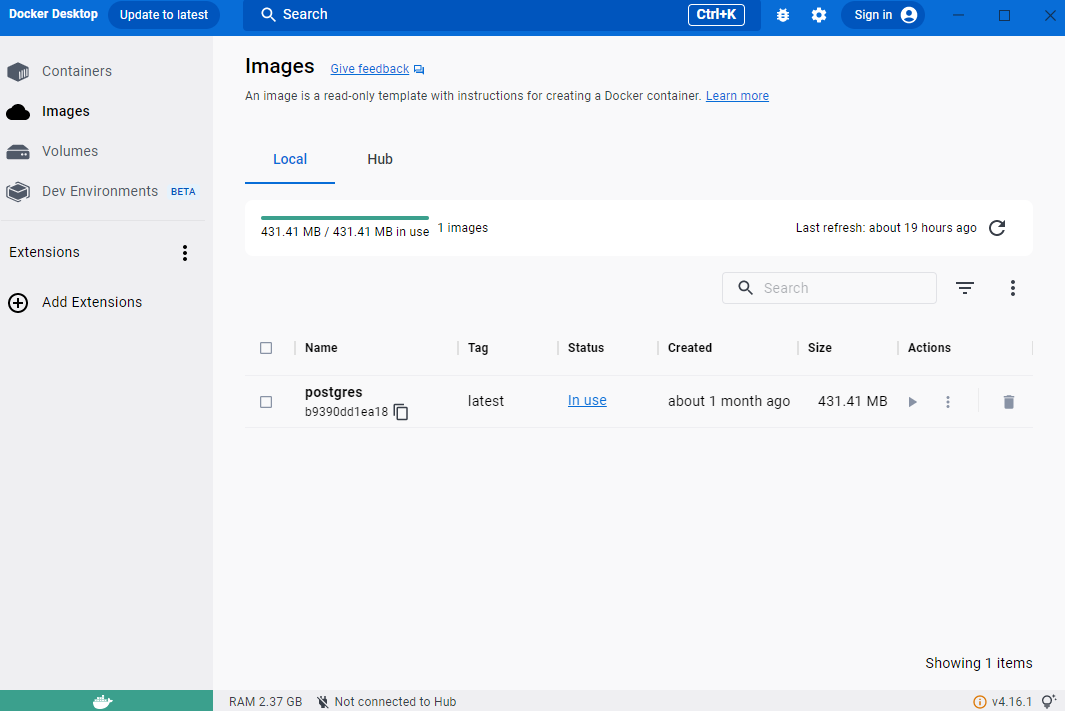 Docker Desktop Update to latest Search Ctrl+K Sign in
Containers
Images
Volumes
Dev Environments BETA
Extensions
Add Extensions
Images Give feedback
An image is a read-only template with instructions for creating a Docker container. Learn more
Local Hub
431.41 MB / 431.41 MB in use 1 images Last refresh: about 19 hours ago
Search
Name Tag Status Created Size Actions
postgres latest In use about 1 month ago 431.41 MB
b9390dd1ea18
Showing 1 items
RAM 2.37 GB Not connected to Hub v4.16.1